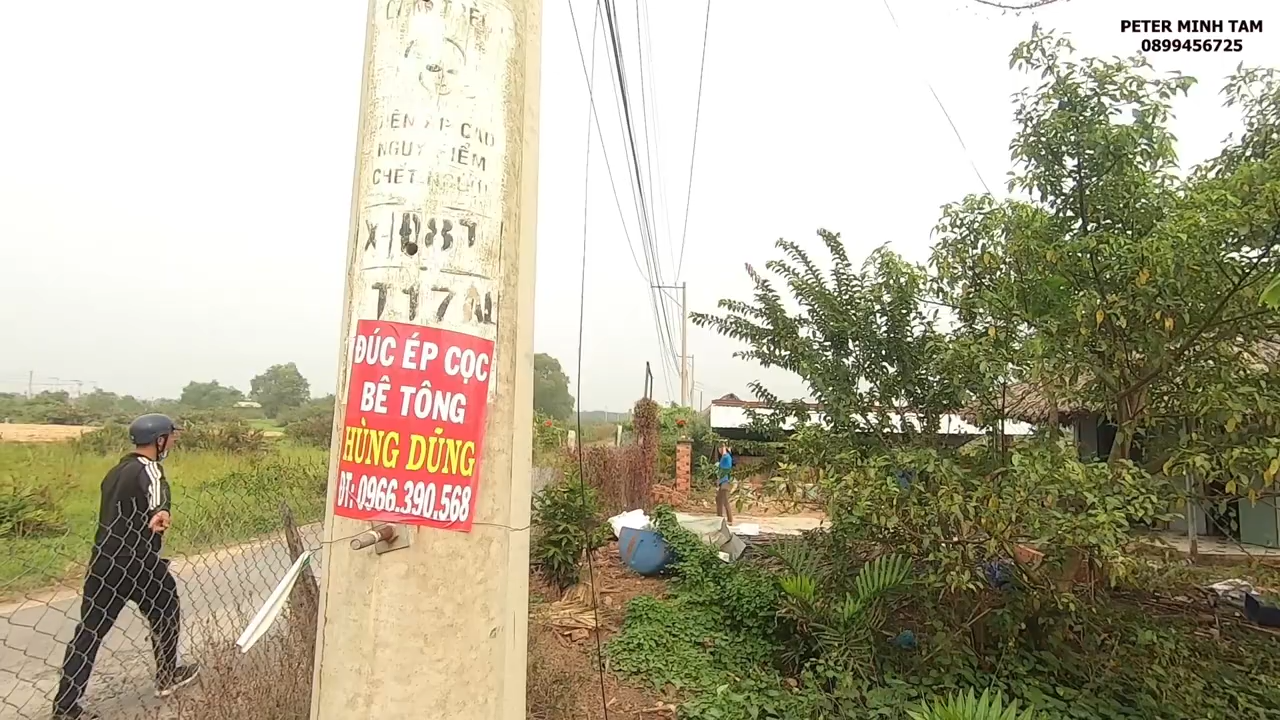 PETER MINH TAM
0899456725
NGUY HIỂM
CHẾT NGƯỜI
117
ĐÚC ÉP CỌC
BÊ TÔNG
HÙNG DŨNG
ĐT: 0966.390.568